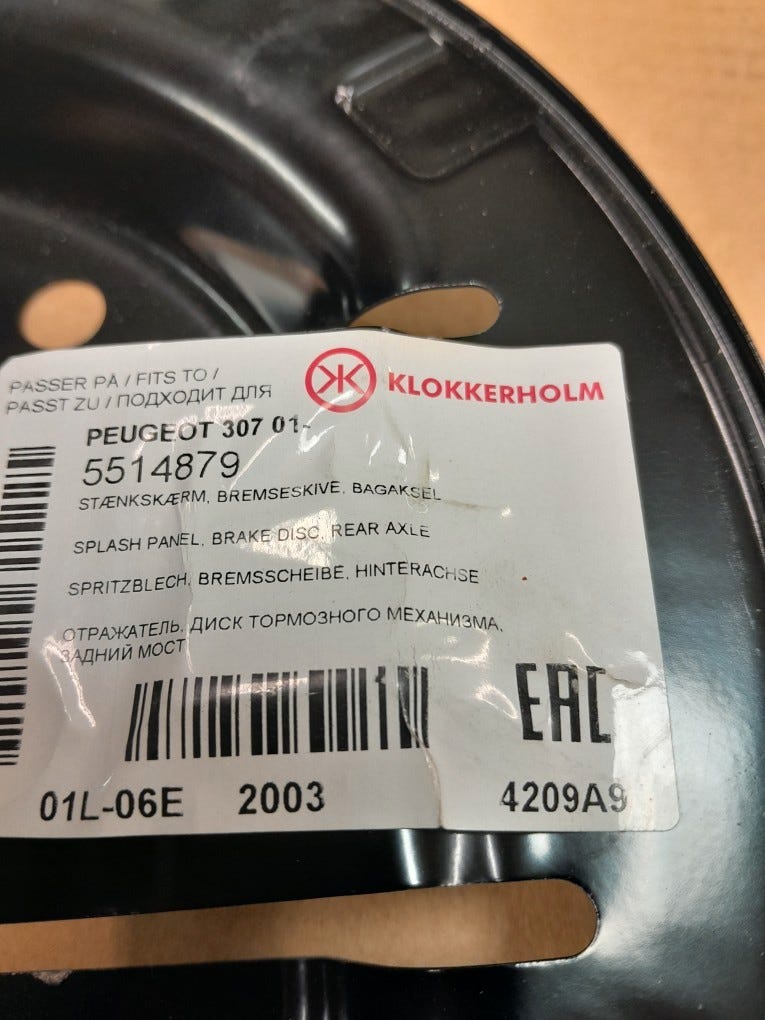 PASSER PÅ / FITS TO /
PASST ZU / ПОДХОДИТ ДЛЯ
KLOKKERHOLM
PEUGEOT 307 01-
5514879
STÆNKSKÆRM, BREMSESKIVE, BAGAKSEL
SPLASH PANEL, BRAKE DISC, REAR AXLE
SPRITZBLECH, BREMSSCHEIBE, HINTERACHSE
ОТРАЖАТЕЛЬ, ДИСК ТОРМОЗНОГО МЕХАНИЗМА,
ЗАДНИЙ МОСТ
EAC
01L-06E 2003 4209A9